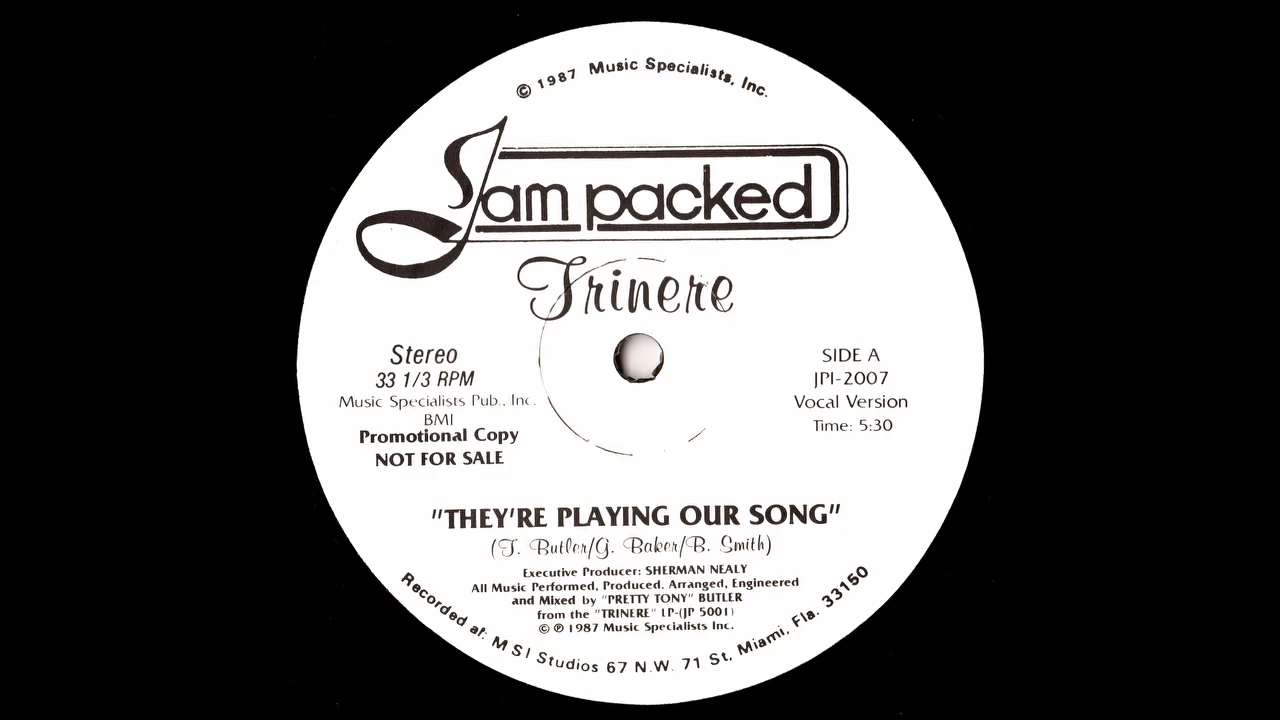 © 1987 Music Specialists, Inc.
Jam packed
Trinere
Stereo
33 1/3 RPM
Music Specialists Pub., Inc.
BMI
Promotional Copy
NOT FOR SALE
SIDE A
JPI-2007
Vocal Version
Time: 5:30
"THEY'RE PLAYING OUR SONG"
(T. Butler/G. Baker/B. Smith)
Executive Producer: SHERMAN NEALY
All Music Performed, Produced, Arranged, Engineered
and Mixed by "PRETTY TONY" BUTLER
from the "TRINERE" LP-(JP 5001)
© ℗ 1987 Music Specialists Inc.
Recorded at: M S I Studios 67 N.W. 71 St, Miami, Fla. 33150